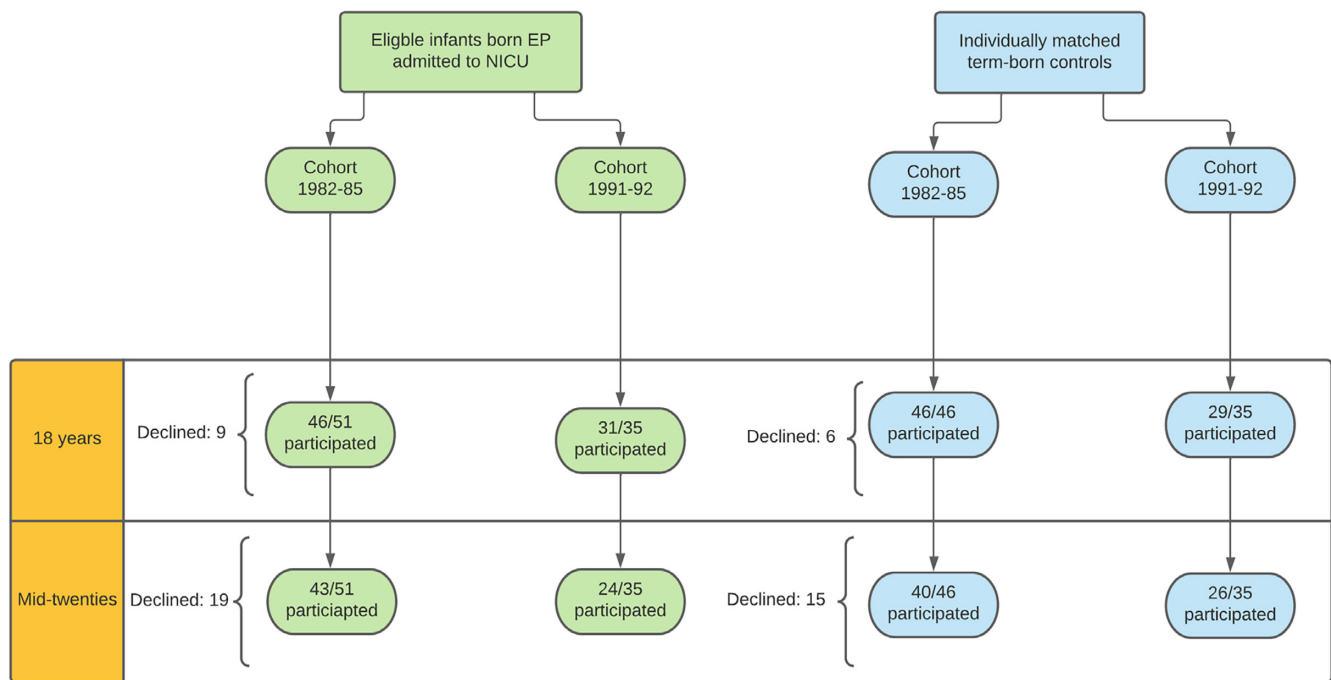 Eligble infants born EP
admitted to NICU
Individually matched
term-born controls
Cohort
1982-85
Cohort
1991-92
Cohort
1982-85
Cohort
1991-92
18 years
Declined: 9
46/51
participated
31/35
participated
Declined: 6
46/46
participated
29/35
participated
Mid-twenties
Declined: 19
43/51
particiapted
24/35
participated
Declined: 15
40/46
participated
26/35
participated